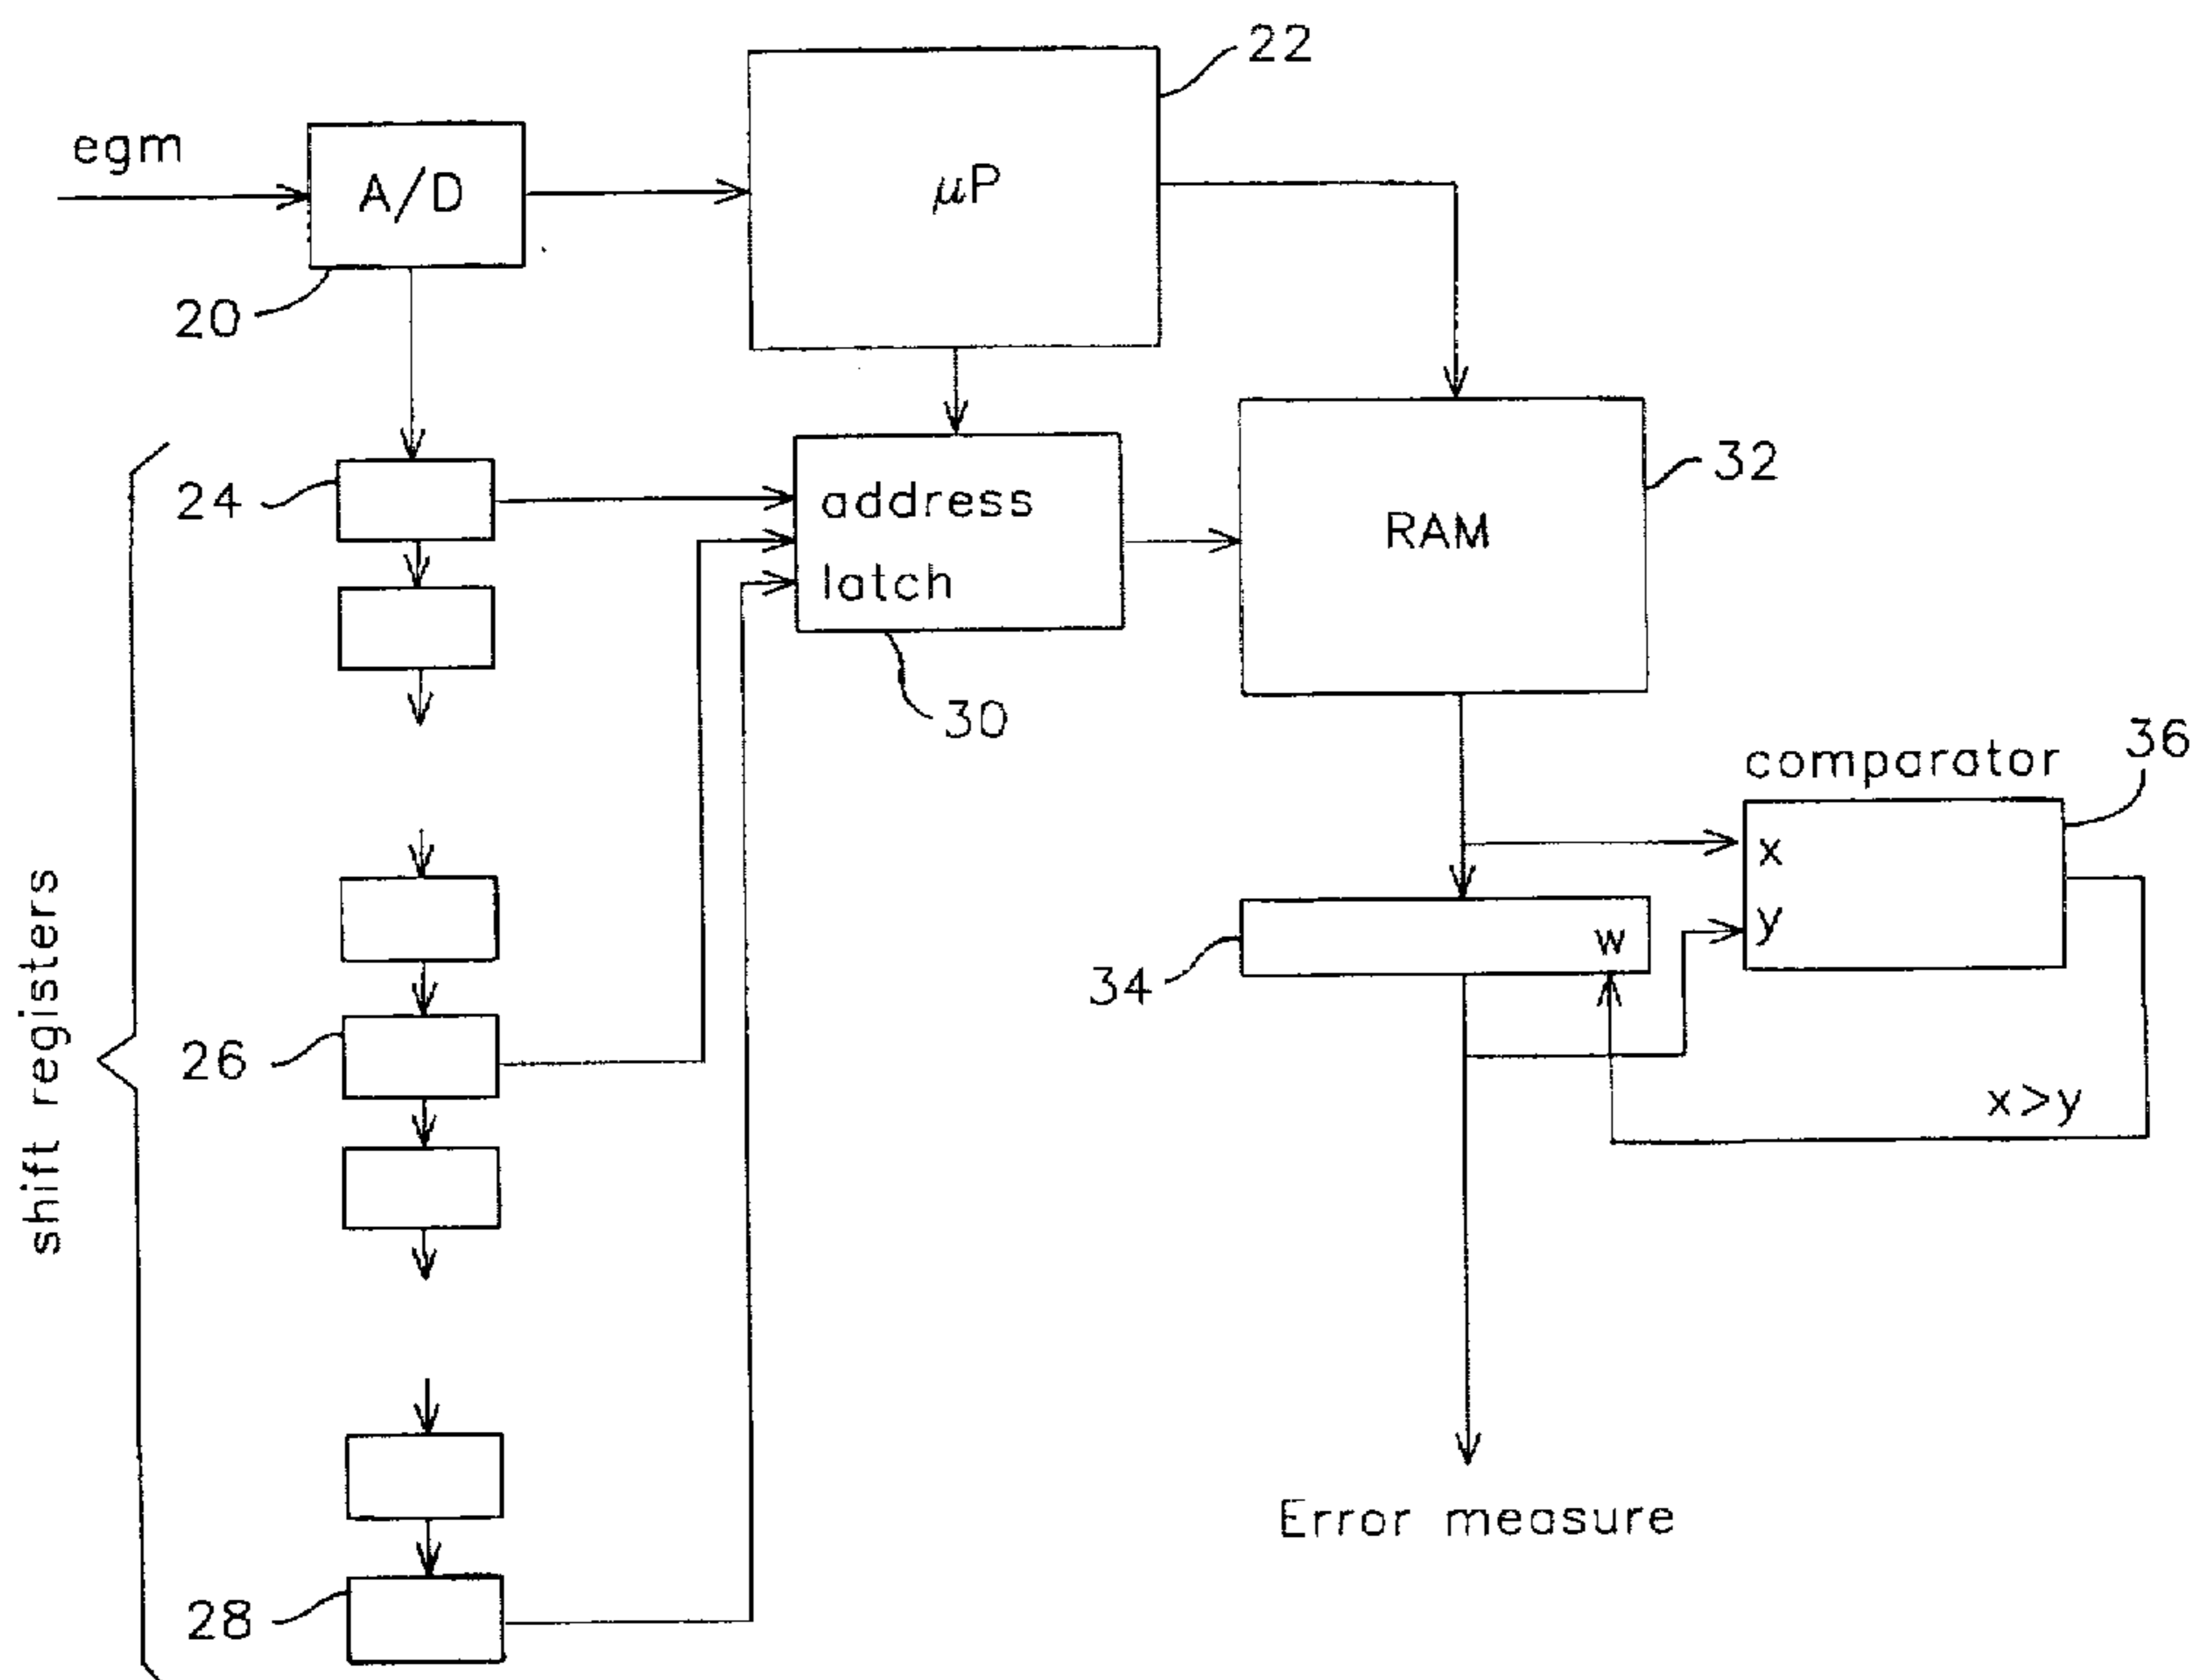 22
egm
A/D
µP
20
24
address
latch
32
RAM
30
36
comparator
x
y
w
34
shift registers
26
x>y
Error measure
28